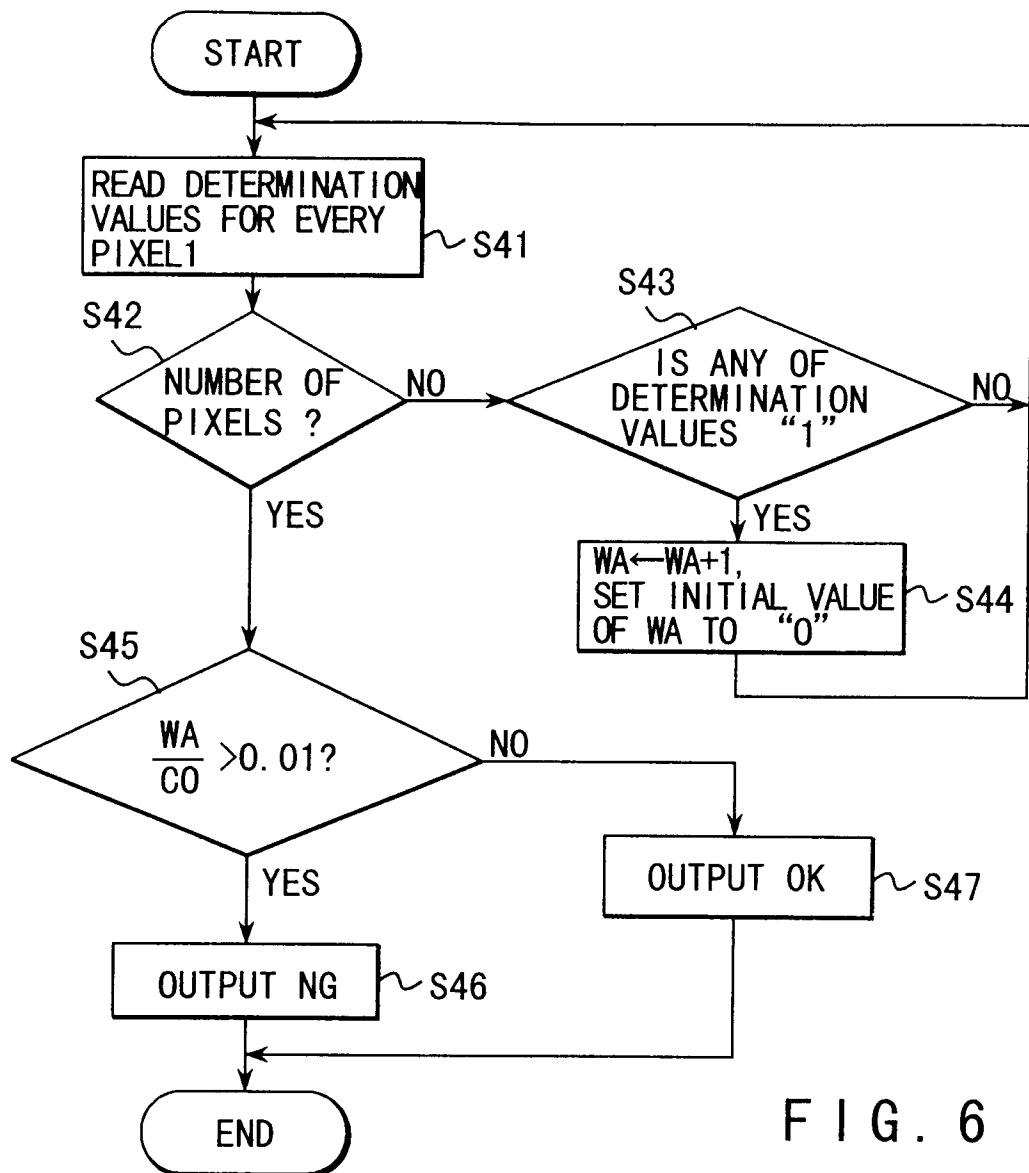 START
READ DETERMINATION
VALUES FOR EVERY
PIXEL1
S41
S42
NUMBER OF
PIXELS ?
NO
YES
S43
IS ANY OF
DETERMINATION
VALUES “1”
NO
YES
WA←WA+1,
SET INITIAL VALUE
OF WA TO “0”
S44
S45
WA
CO
>0.01?
NO
YES
OUTPUT OK
S47
OUTPUT NG
S46
END
FIG. 6